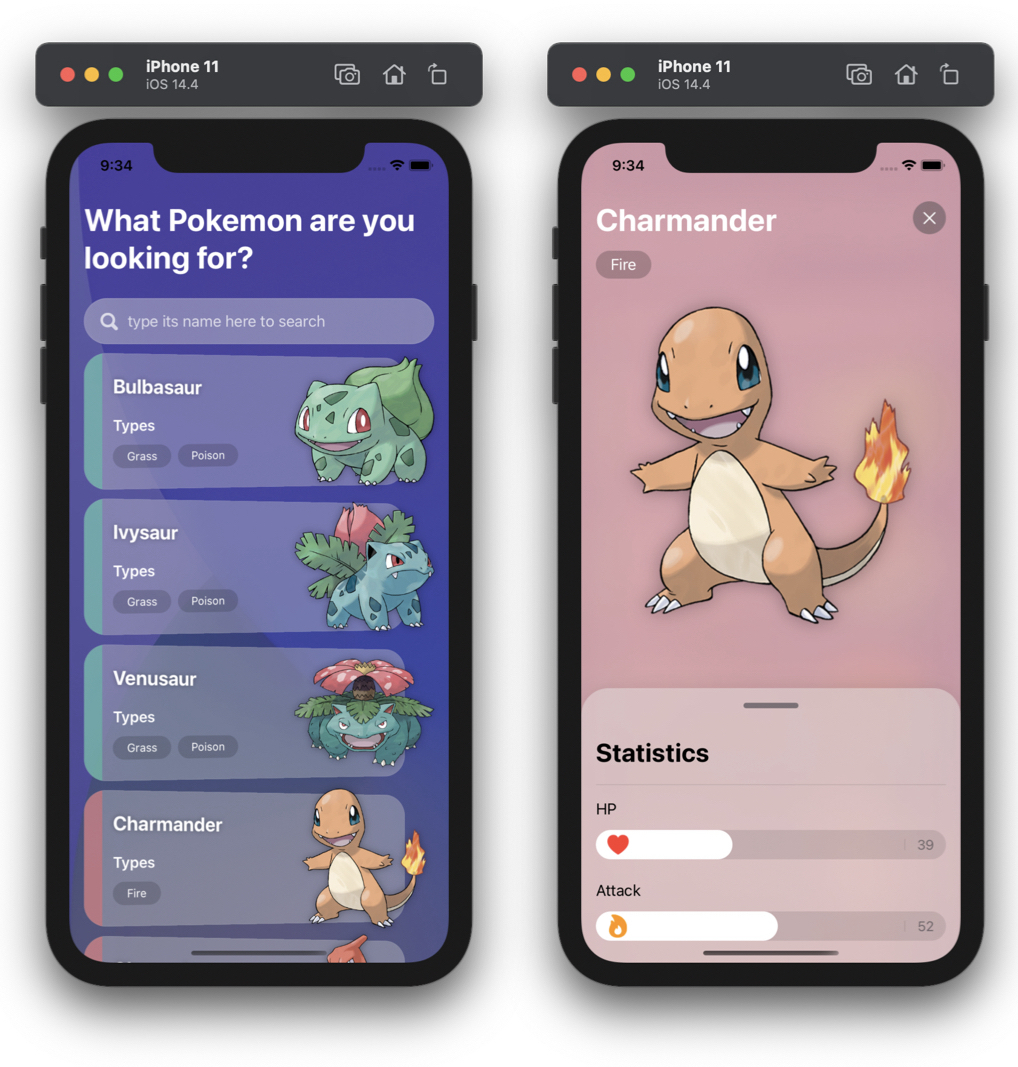 iPhone 11
iOS 14.4
9:34
What Pokemon are you
looking for?
type its name here to search
Bulbasaur
Types
Grass Poison
Ivysaur
Types
Grass Poison
Venusaur
Types
Grass Poison
Charmander
Types
Fire
iPhone 11
iOS 14.4
9:34
Charmander
Fire
Statistics
HP
39
Attack
52